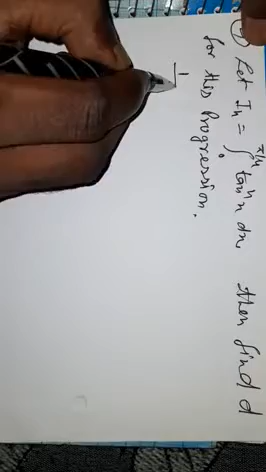 Let Iₙ = ∫₀^π/4 tanⁿx dx, then find d
for this Progression.
1